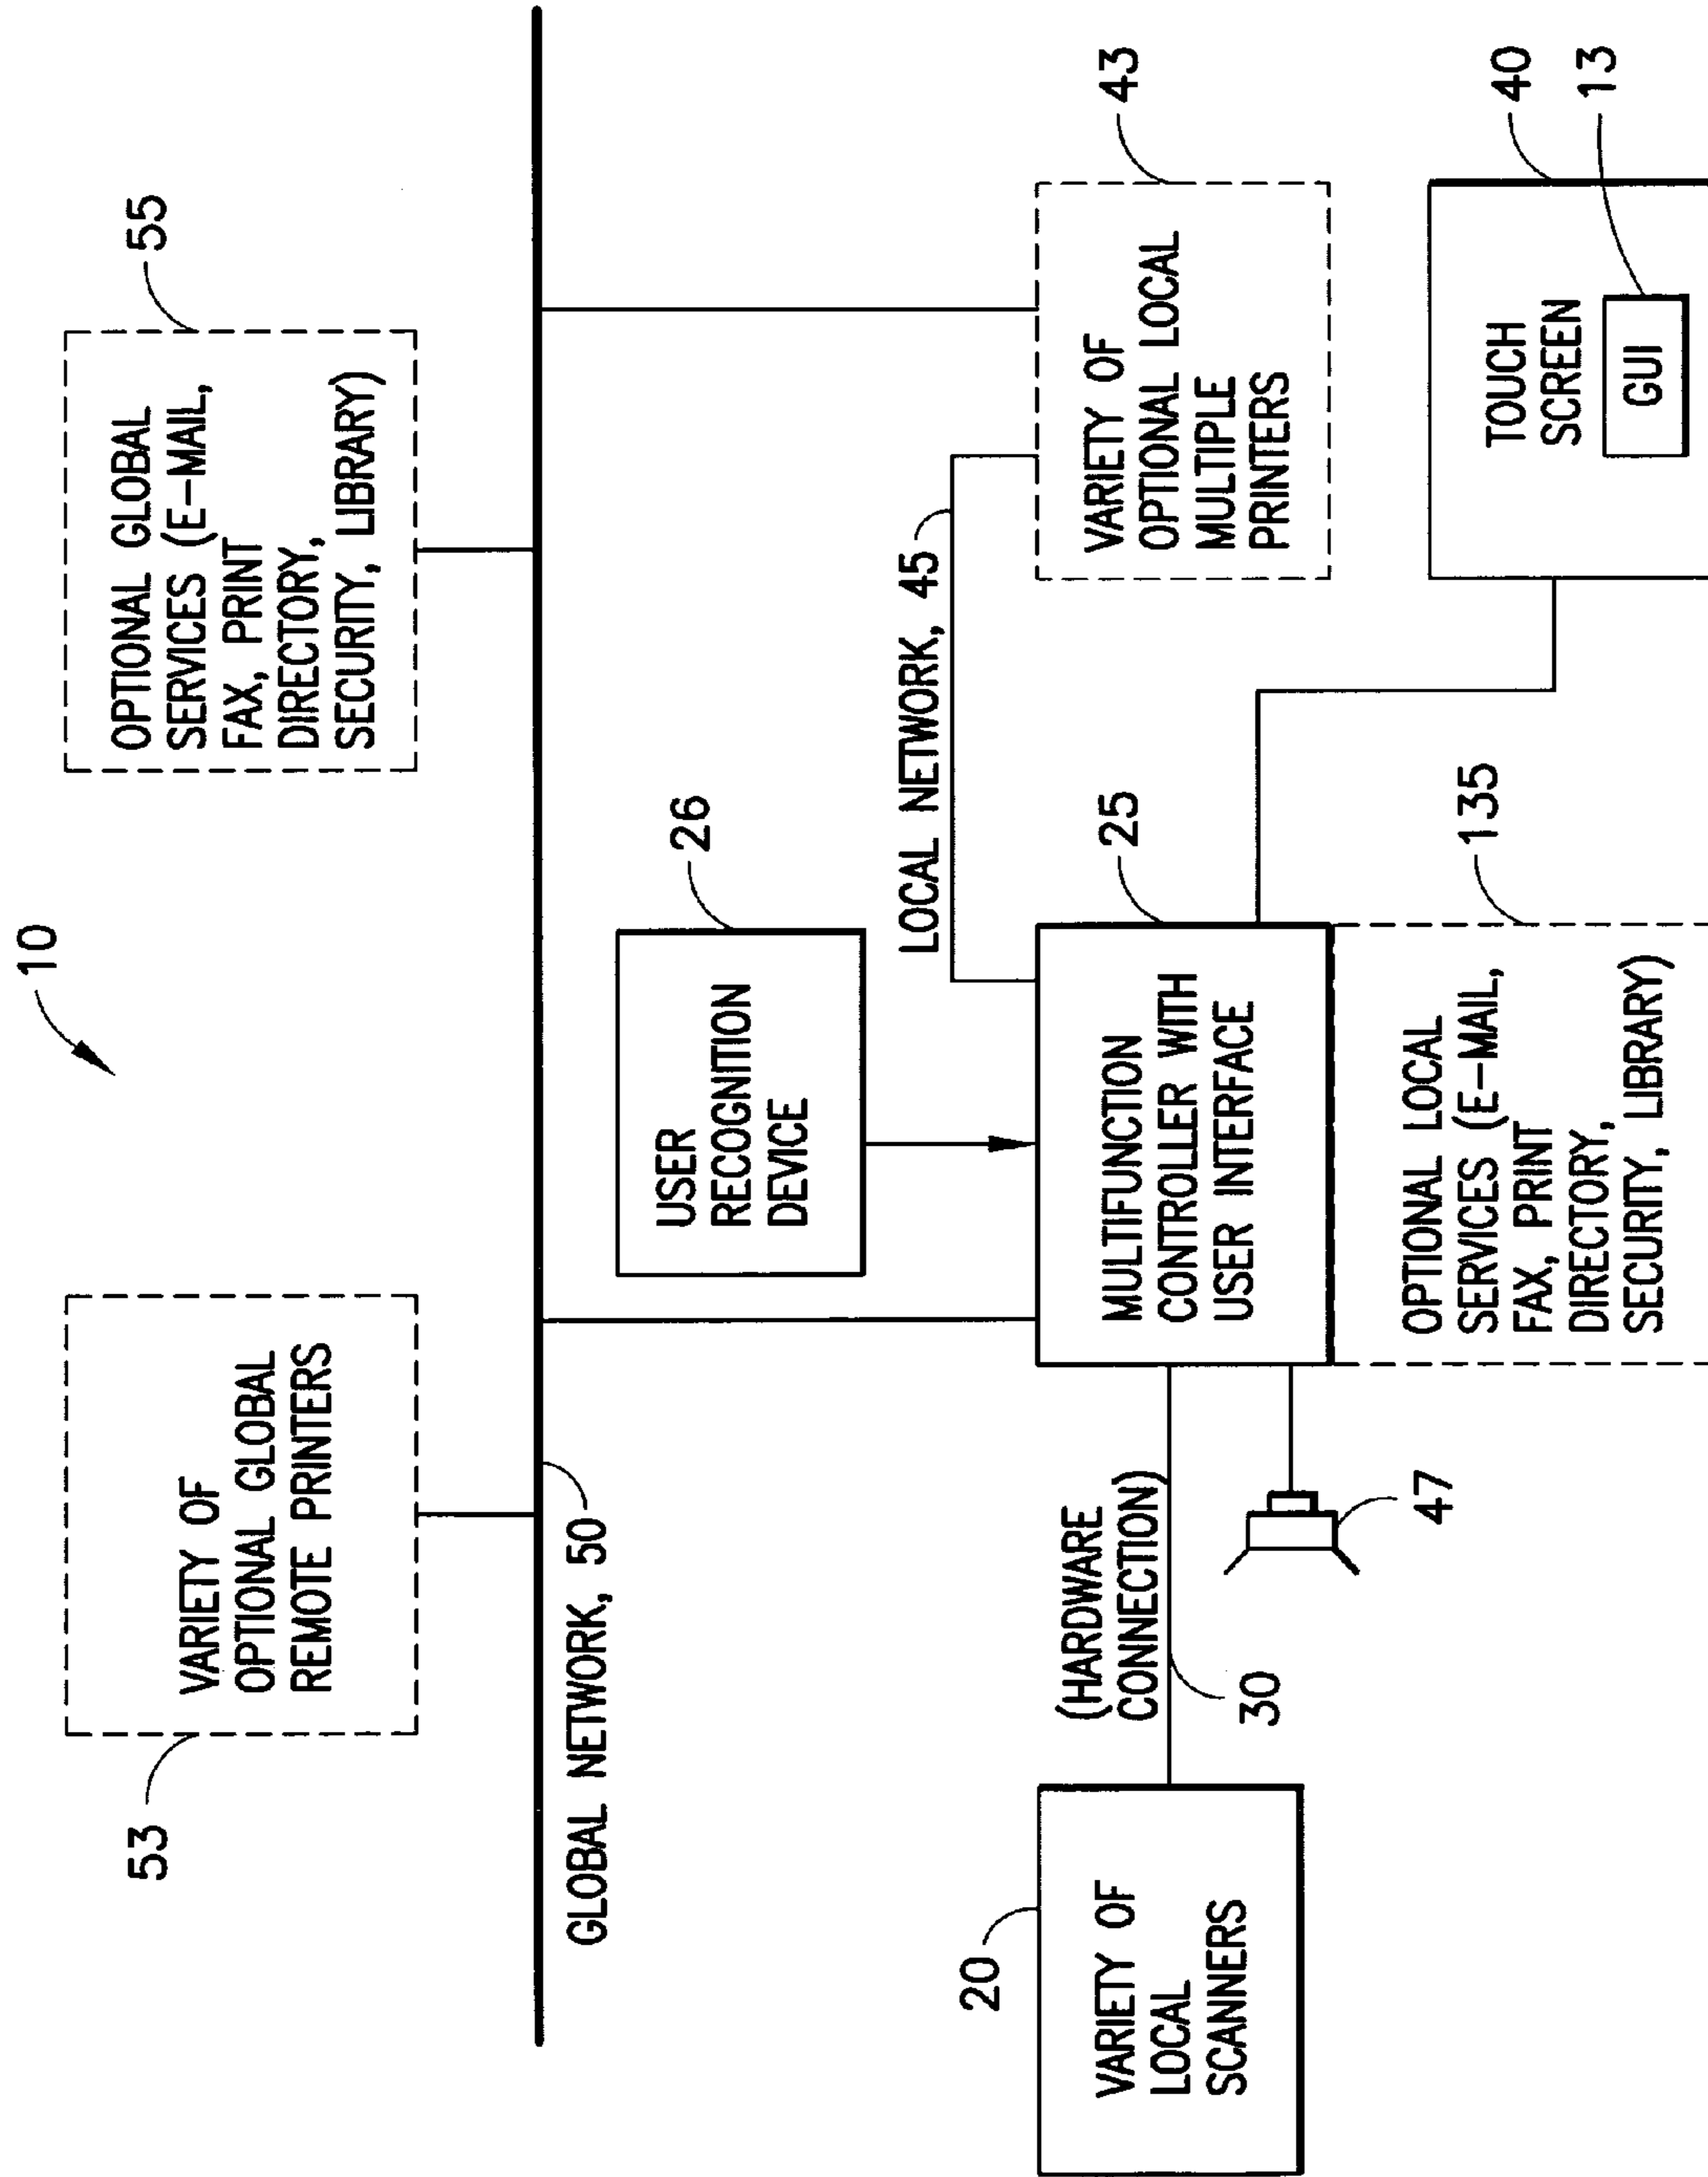 10
53
VARIETY OF
OPTIONAL GLOBAL
REMOTE PRINTERS
55
OPTIONAL GLOBAL
SERVICES (E-MAIL,
FAX, PRINT
DIRECTORY,
SECURITY, LIBRARY)
GLOBAL NETWORK, 50
26
USER
RECOGNITION
DEVICE
LOCAL NETWORK, 45
20
VARIETY OF
LOCAL
SCANNERS
(HARDWARE
CONNECTION)
30
47
25
MULTIFUNCTION
CONTROLLER WITH
USER INTERFACE
43
VARIETY OF
OPTIONAL LOCAL
MULTIPLE
PRINTERS
135
OPTIONAL LOCAL
SERVICES (E-MAIL,
FAX, PRINT
DIRECTORY,
SECURITY, LIBRARY)
40
13
TOUCH
SCREEN
GUI